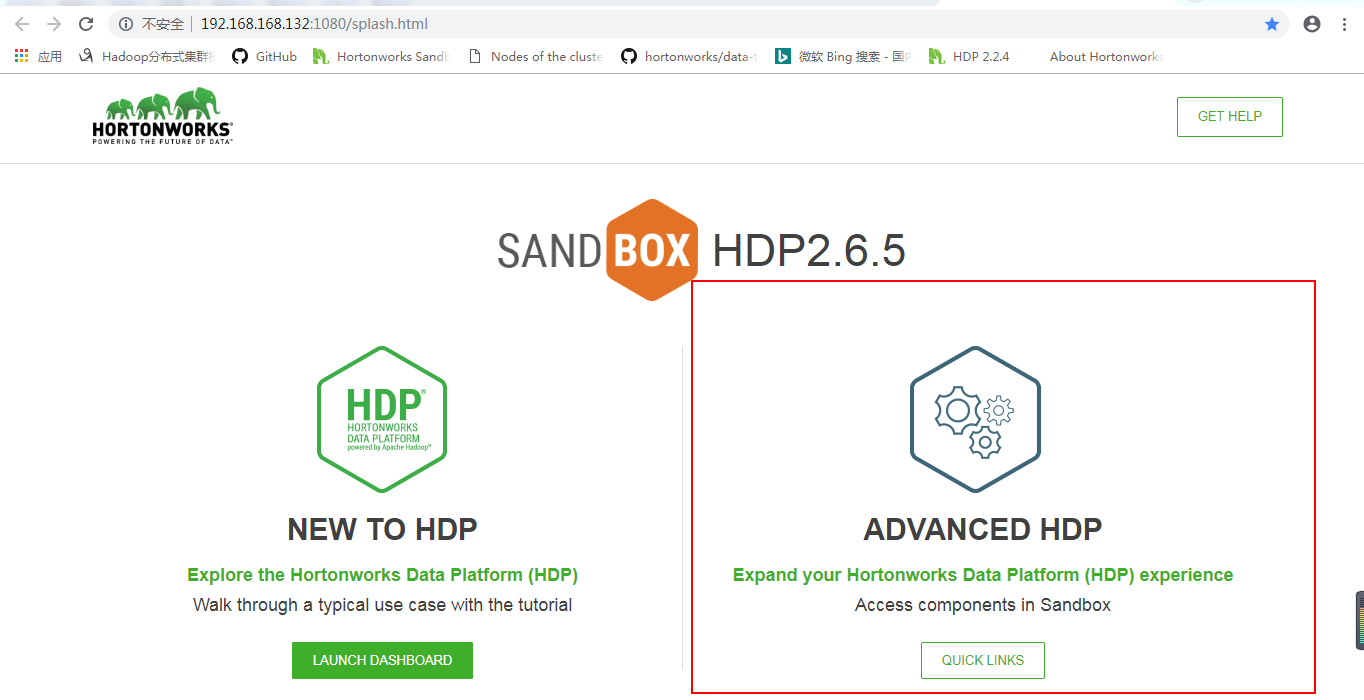 不安全 192.168.168.132:1080/splash.html
应用 Hadoop分布式集群 GitHub Hortonworks Sandb Nodes of the cluste hortonworks/data- 微软 Bing 搜索 - 国 HDP 2.2.4 About Hortonworks
HORTONWORKS®
POWERING THE FUTURE OF DATA™
GET HELP
SANDBOX HDP2.6.5
HDP®
HORTONWORKS
DATA PLATFORM
powered by Apache Hadoop®
NEW TO HDP
Explore the Hortonworks Data Platform (HDP)
Walk through a typical use case with the tutorial
LAUNCH DASHBOARD
ADVANCED HDP
Expand your Hortonworks Data Platform (HDP) experience
Access components in Sandbox
QUICK LINKS